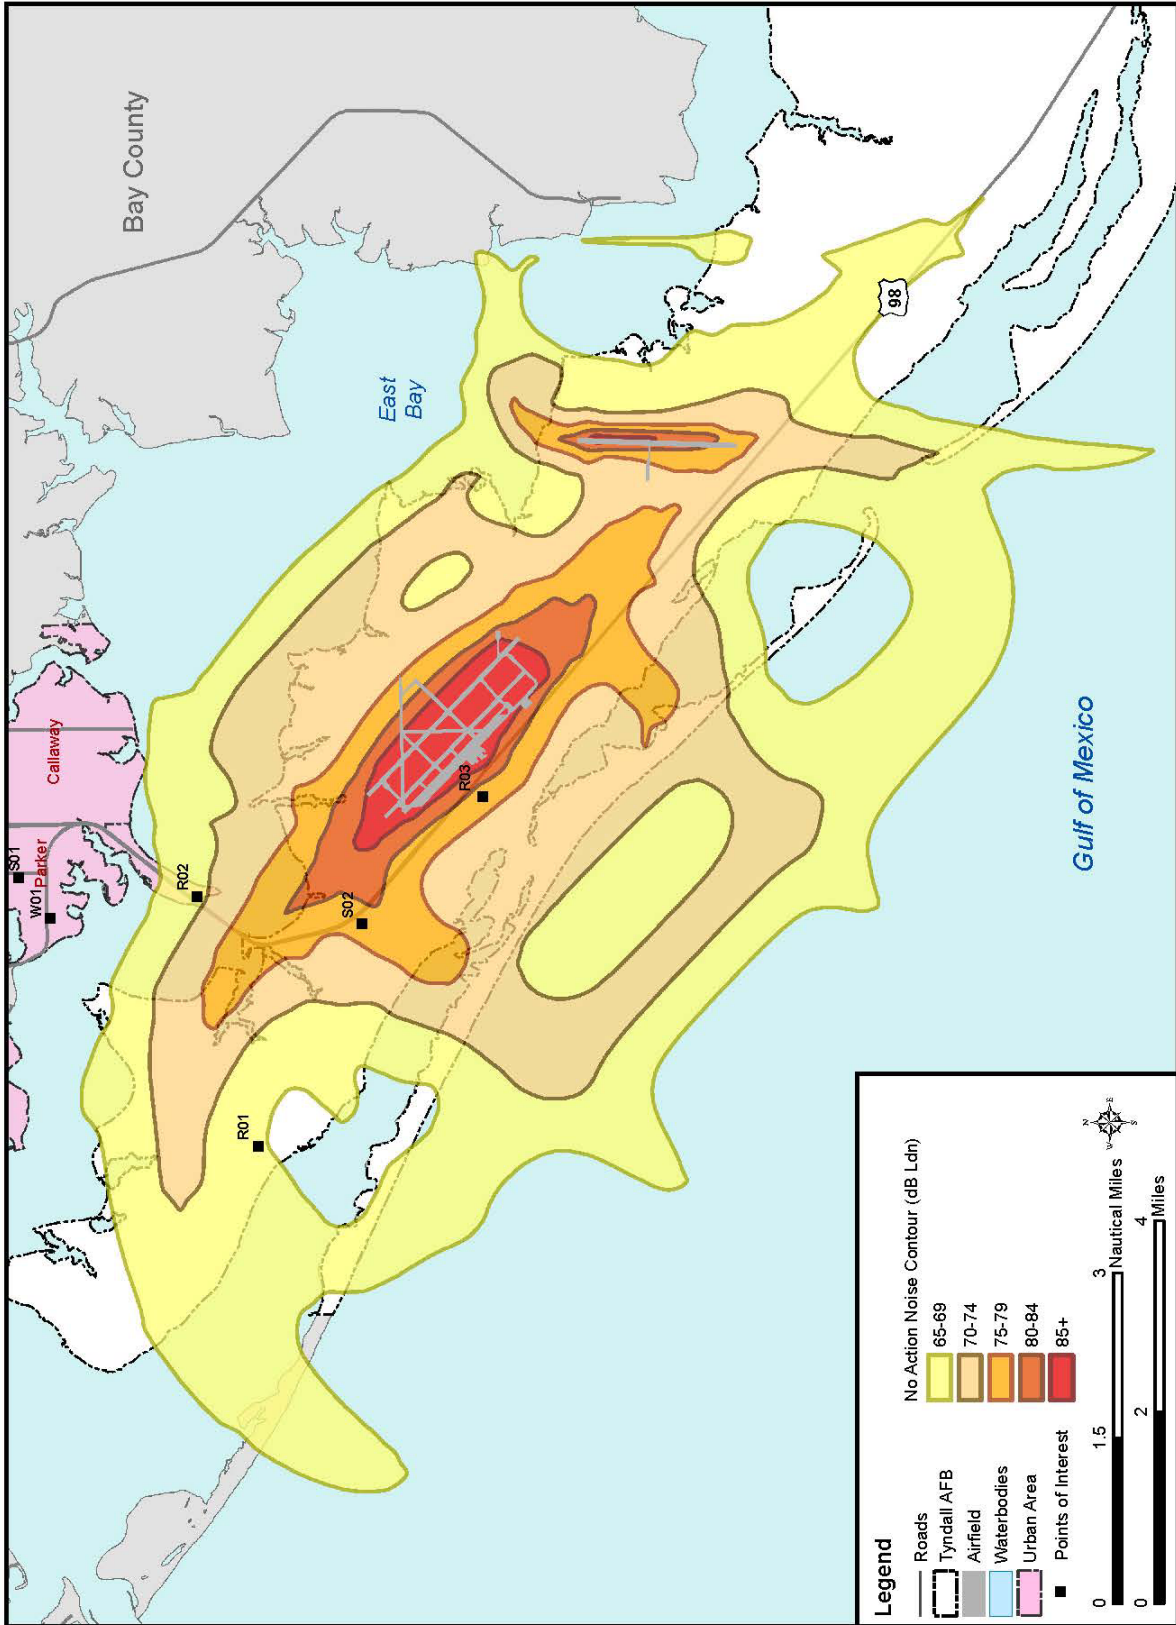 Bay County
East
Bay
Callaway
Parker
S01
W01
R02
S02
R03
R01
98
Gulf of Mexico
Legend
Roads
Tyndall AFB
Airfield
Waterbodies
Urban Area
Points of Interest
No Action Noise Contour (dB Ldn)
65-69
70-74
75-79
80-84
85+
0 1.5 3 Nautical Miles
0 2 4 Miles
N
E
S
W